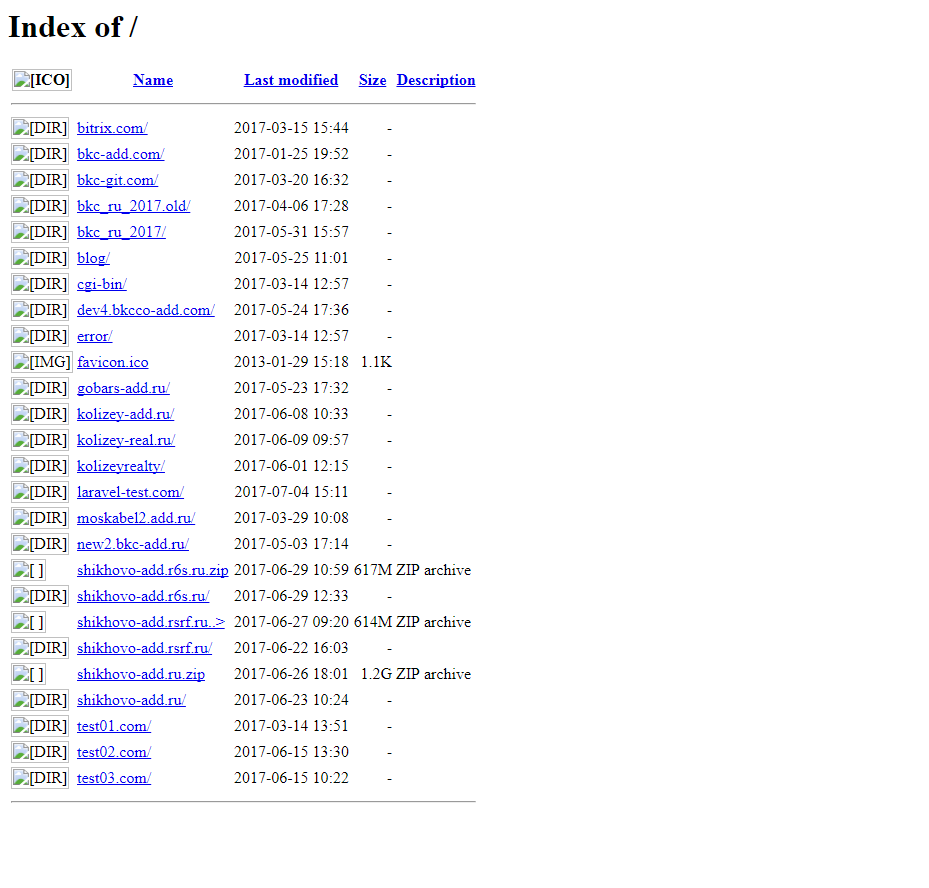 Index of /
[ICO] Name Last modified Size Description
[DIR] bitrix.com/ 2017-03-15 15:44 -
[DIR] bkc-add.com/ 2017-01-25 19:52 -
[DIR] bkc-git.com/ 2017-03-20 16:32 -
[DIR] bkc_ru_2017.old/ 2017-04-06 17:28 -
[DIR] bkc_ru_2017/ 2017-05-31 15:57 -
[DIR] blog/ 2017-05-25 11:01 -
[DIR] cgi-bin/ 2017-03-14 12:57 -
[DIR] dev4.bkcco-add.com/ 2017-05-24 17:36 -
[DIR] error/ 2017-03-14 12:57 -
[IMG] favicon.ico 2013-01-29 15:18 1.1K
[DIR] gobars-add.ru/ 2017-05-23 17:32 -
[DIR] kolizey-add.ru/ 2017-06-08 10:33 -
[DIR] kolizey-real.ru/ 2017-06-09 09:57 -
[DIR] kolizeyrealty/ 2017-06-01 12:15 -
[DIR] laravel-test.com/ 2017-07-04 15:11 -
[DIR] moskabel2.add.ru/ 2017-03-29 10:08 -
[DIR] new2.bkc-add.ru/ 2017-05-03 17:14 -
[ ] shikhovo-add.r6s.ru.zip 2017-06-29 10:59 617M ZIP archive
[DIR] shikhovo-add.r6s.ru/ 2017-06-29 12:33 -
[ ] shikhovo-add.rsrf.ru..> 2017-06-27 09:20 614M ZIP archive
[DIR] shikhovo-add.rsrf.ru/ 2017-06-22 16:03 -
[ ] shikhovo-add.ru.zip 2017-06-26 18:01 1.2G ZIP archive
[DIR] shikhovo-add.ru/ 2017-06-23 10:24 -
[DIR] test01.com/ 2017-03-14 13:51 -
[DIR] test02.com/ 2017-06-15 13:30 -
[DIR] test03.com/ 2017-06-15 10:22 -